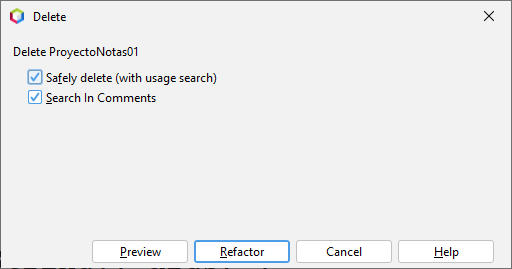 Delete
Delete ProyectoNotas01
Safely delete (with usage search)
Search In Comments
Preview
Refactor
Cancel
Help